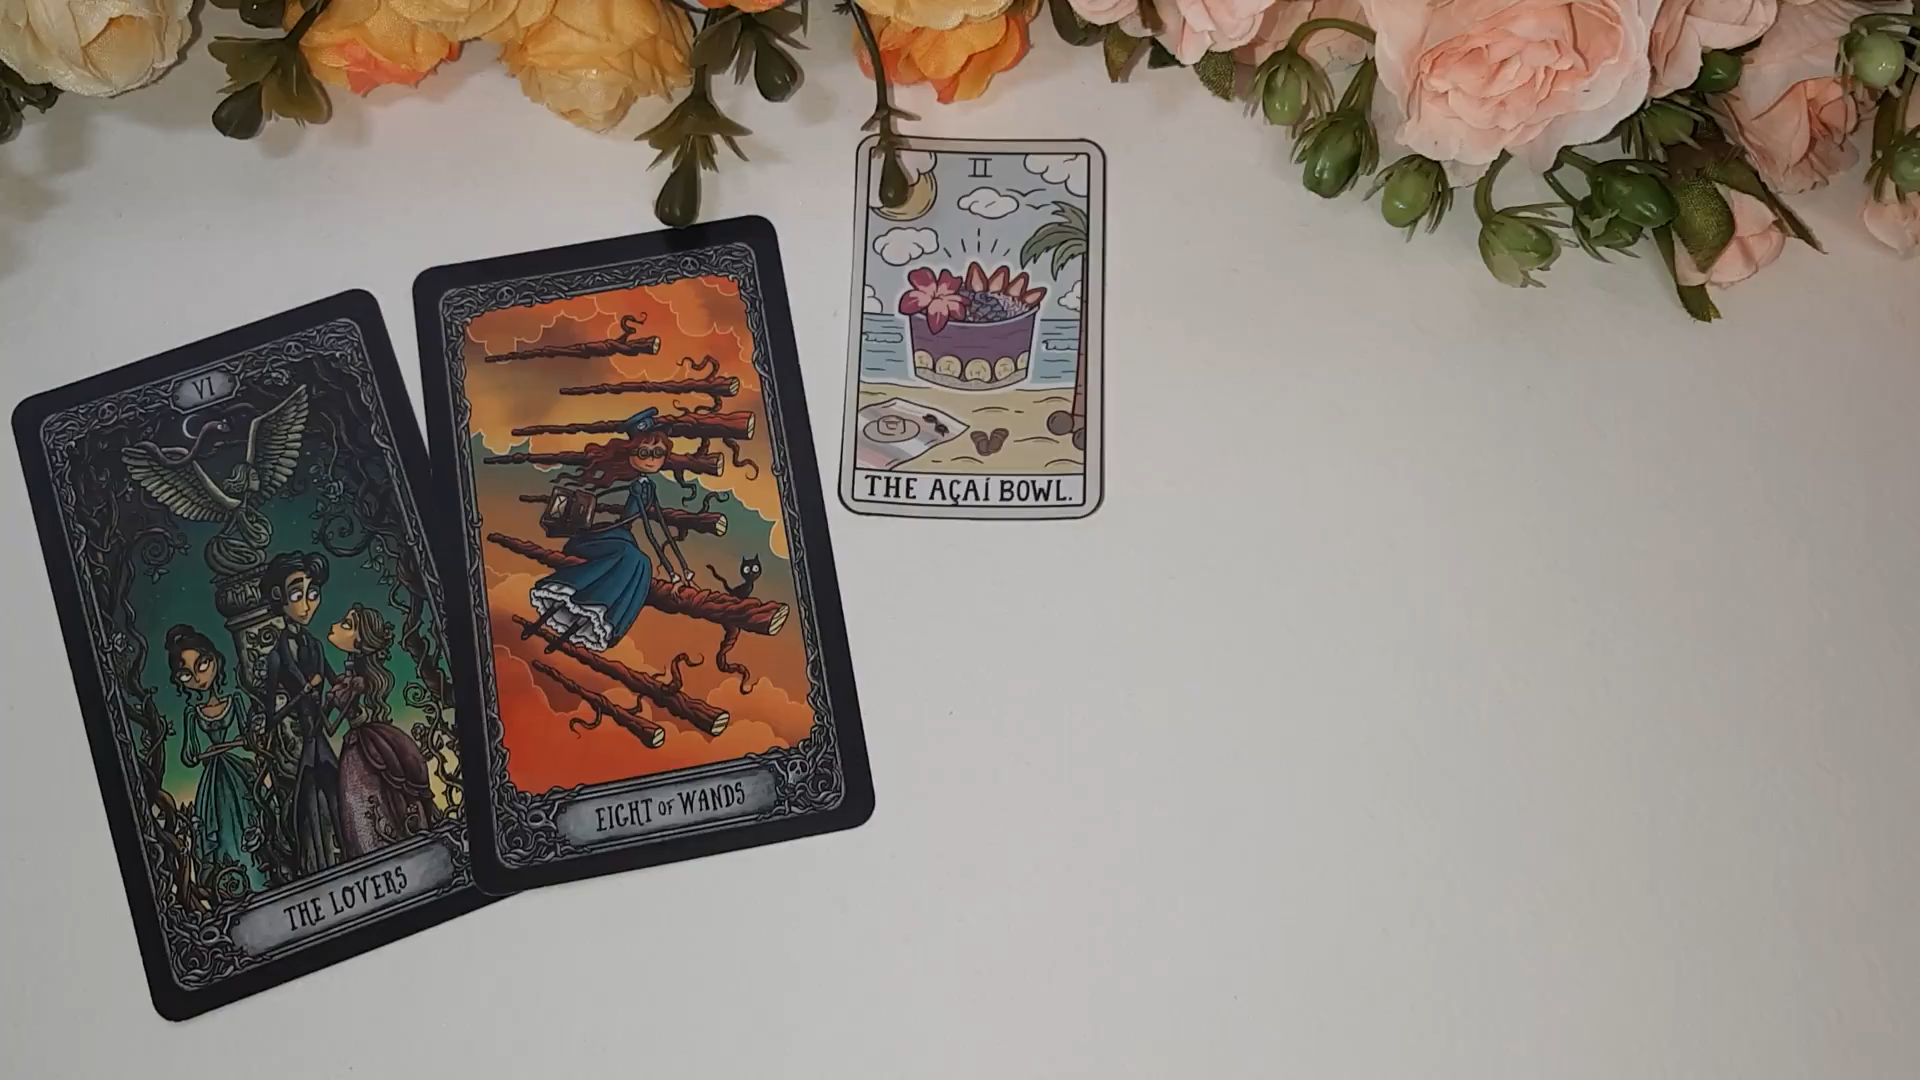 VI
THE LOVERS
EIGHT OF WANDS
II
THE AÇAÍ BOWL.